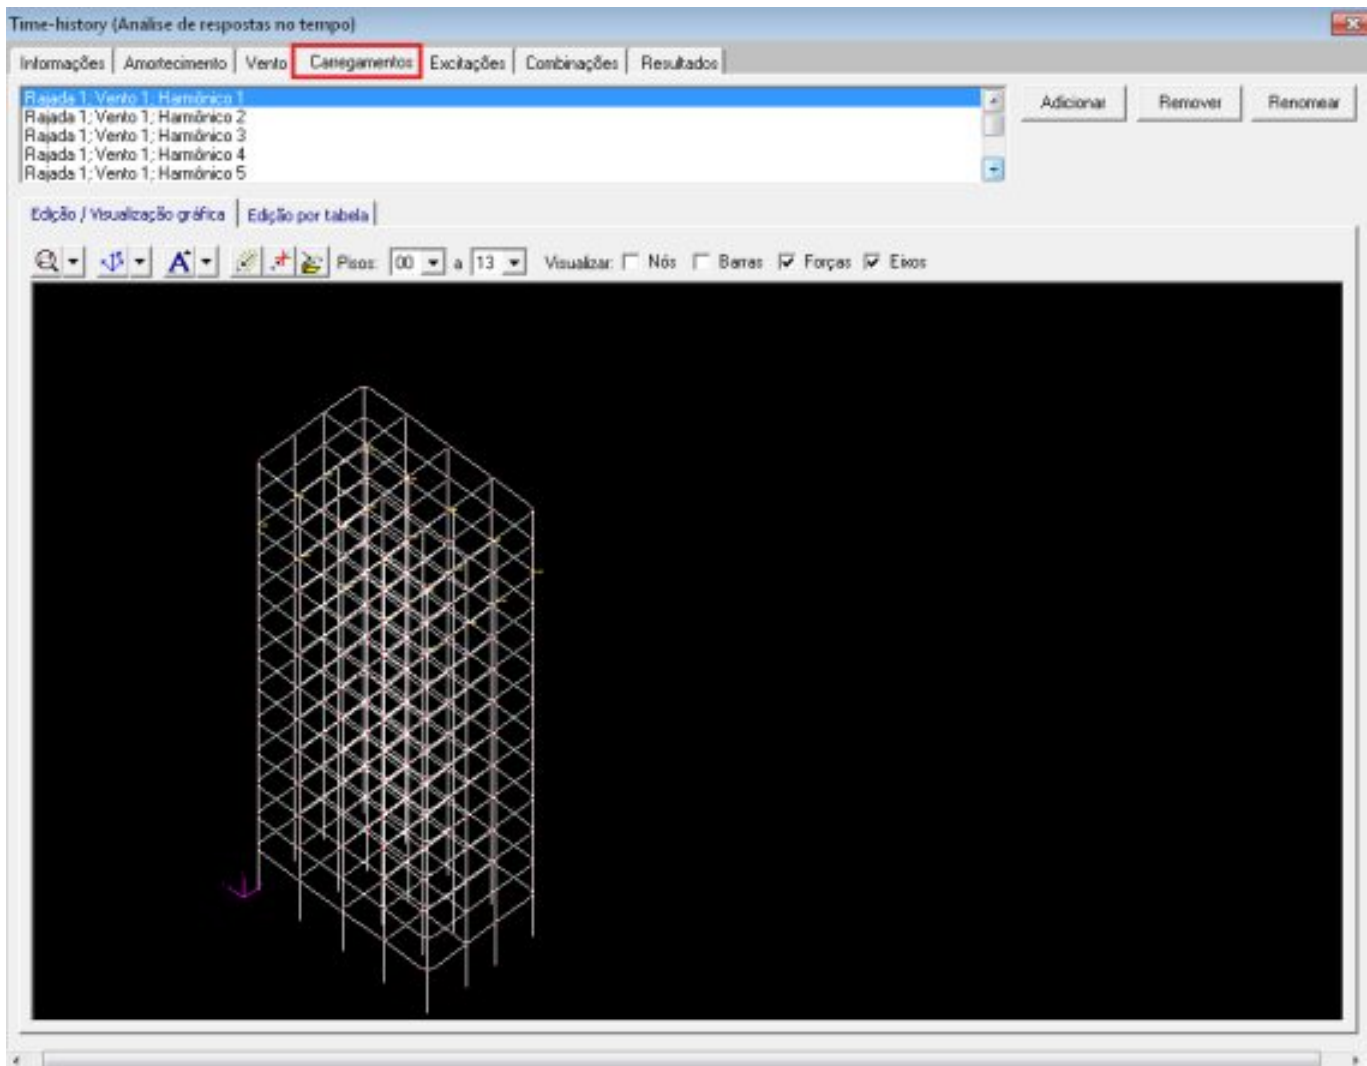 Time-history (Análise de respostas no tempo)
Informações Amortecimento Vento Carregamentos Excitações Combinações Resultados
Rajada 1; Vento 1; Harmônico 1
Rajada 1; Vento 1; Harmônico 2
Rajada 1; Vento 1; Harmônico 3
Rajada 1; Vento 1; Harmônico 4
Rajada 1; Vento 1; Harmônico 5
Adicionar Remover Renomear
Edição / Visualização gráfica Edição por tabela
A Pisos: 00 a 13 Visualizar: Nós Barras Forças Eixos